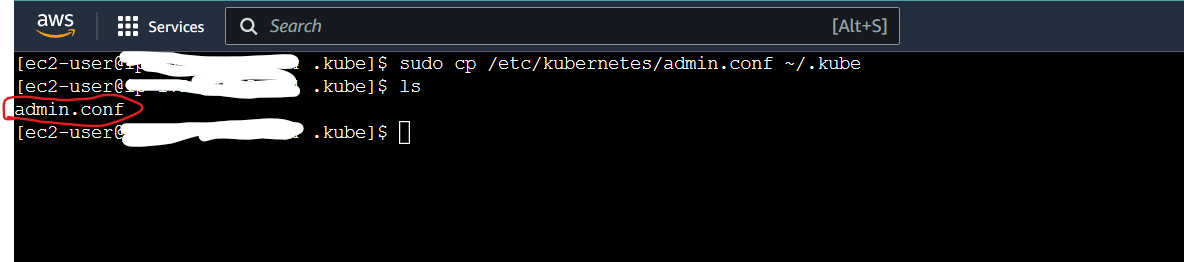 aws
Services
Search
[Alt+S]
[ec2-user@ .kube]$ sudo cp /etc/kubernetes/admin.conf ~/.kube
[ec2-user@ .kube]$ ls
admin.conf
[ec2-user@ .kube]$